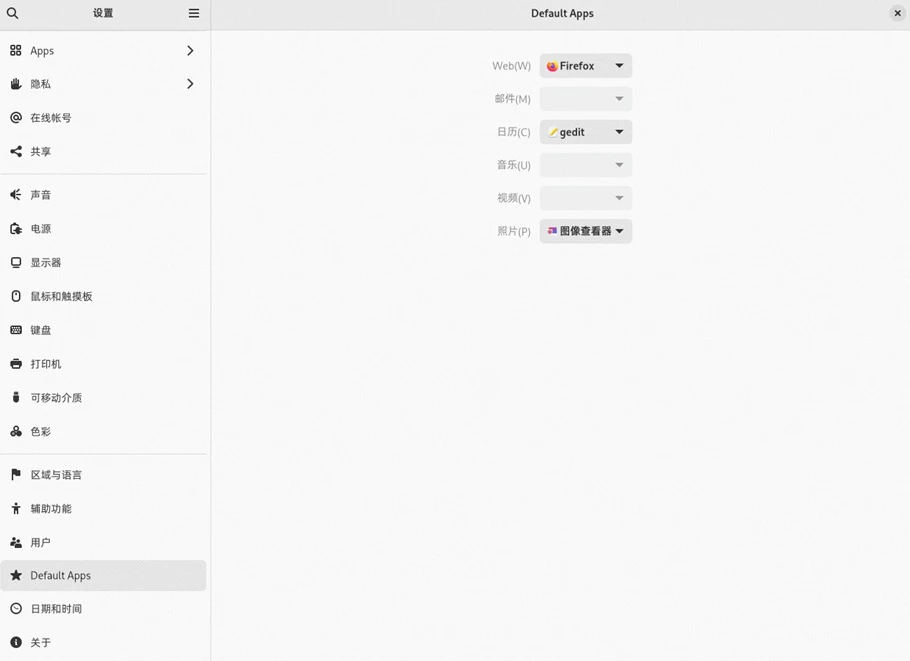 设置
Default Apps
Apps
隐私
在线帐号
共享
声音
电源
显示器
鼠标和触摸板
键盘
打印机
可移动介质
色彩
区域与语言
辅助功能
用户
Default Apps
日期和时间
关于
Web(W) Firefox
邮件(M)
日历(C) gedit
音乐(U)
视频(V)
照片(P) 图像查看器